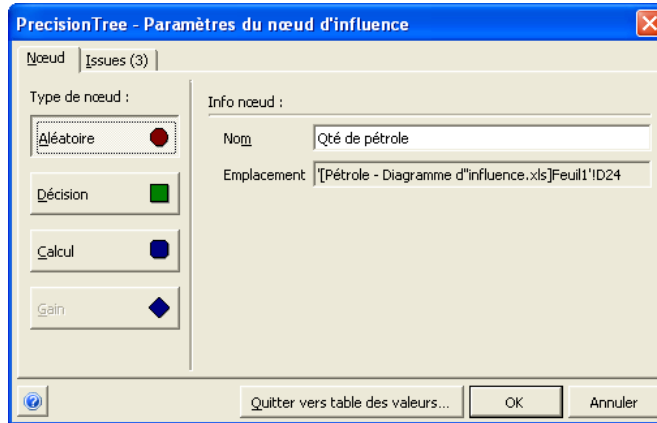 PrecisionTree - Paramètres du nœud d'influence
Nœud Issues (3)
Type de nœud :
Aléatoire
Décision
Calcul
Gain
Info nœud :
Nom Qté de pétrole
Emplacement '[Pétrole - Diagramme d''influence.xls]Feuil1'!D24
Quitter vers table des valeurs... OK Annuler